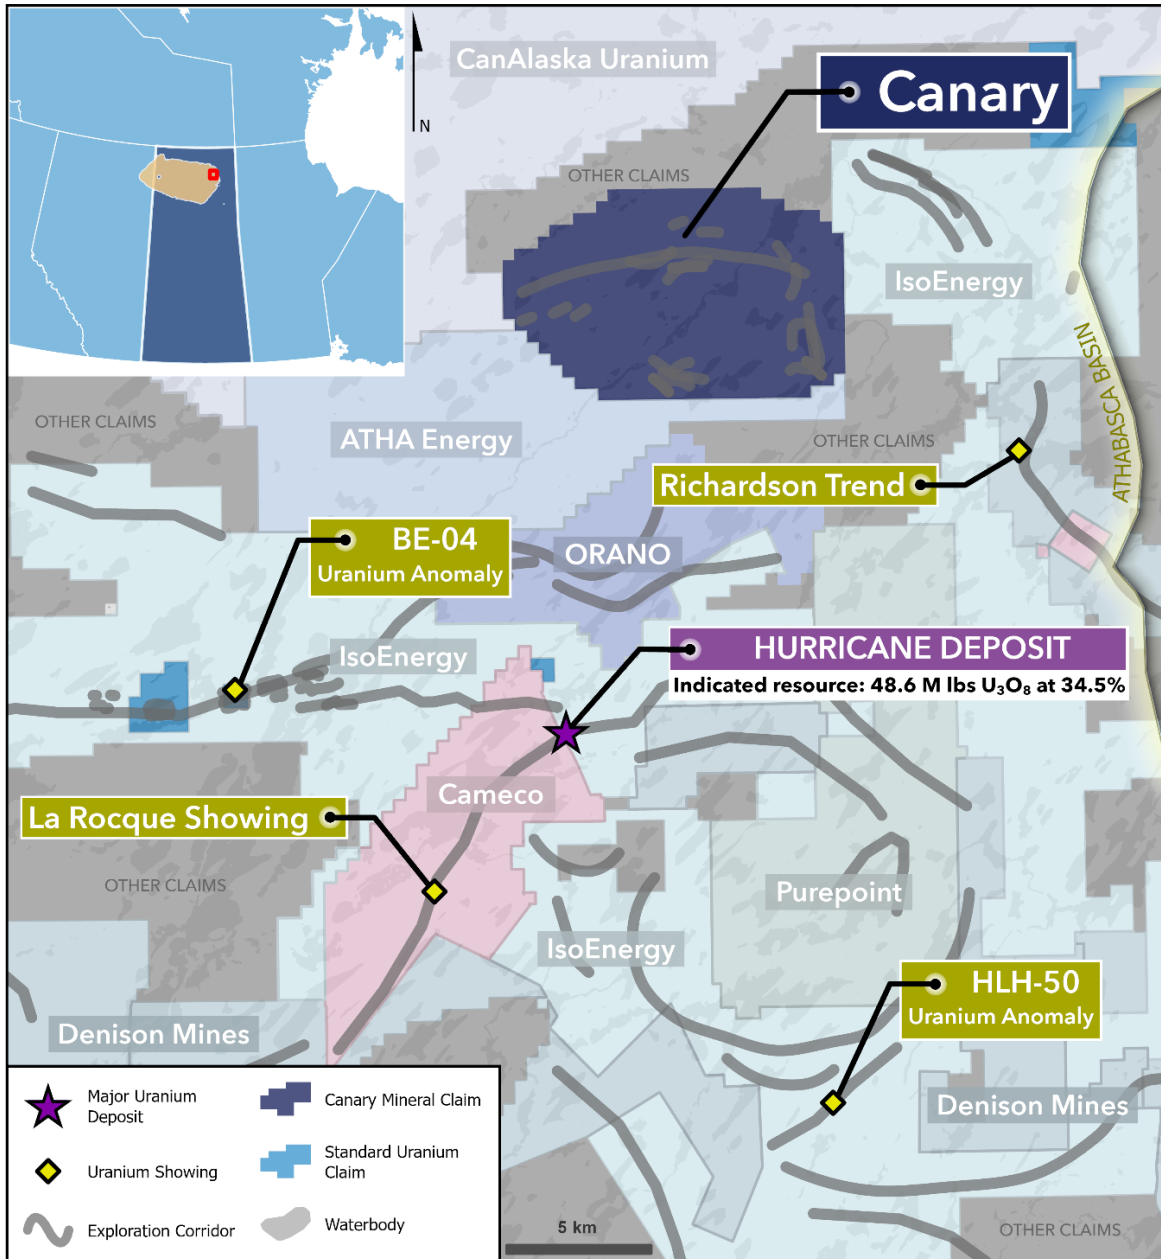 CanAlaska Uranium
Canary
N
OTHER CLAIMS
IsoEnergy
ATHABASCA BASIN
OTHER CLAIMS
ATHA Energy
OTHER CLAIMS
Richardson Trend
BE-04
Uranium Anomaly
ORANO
IsoEnergy
HURRICANE DEPOSIT
Indicated resource: 48.6 M lbs U₃O₈ at 34.5%
Cameco
La Rocque Showing
OTHER CLAIMS
Purepoint
IsoEnergy
HLH-50
Uranium Anomaly
Denison Mines
Denison Mines
Major Uranium
Deposit
Canary Mineral Claim
Uranium Showing
Standard Uranium
Claim
Exploration Corridor
Waterbody
5 km
OTHER CLAIMS